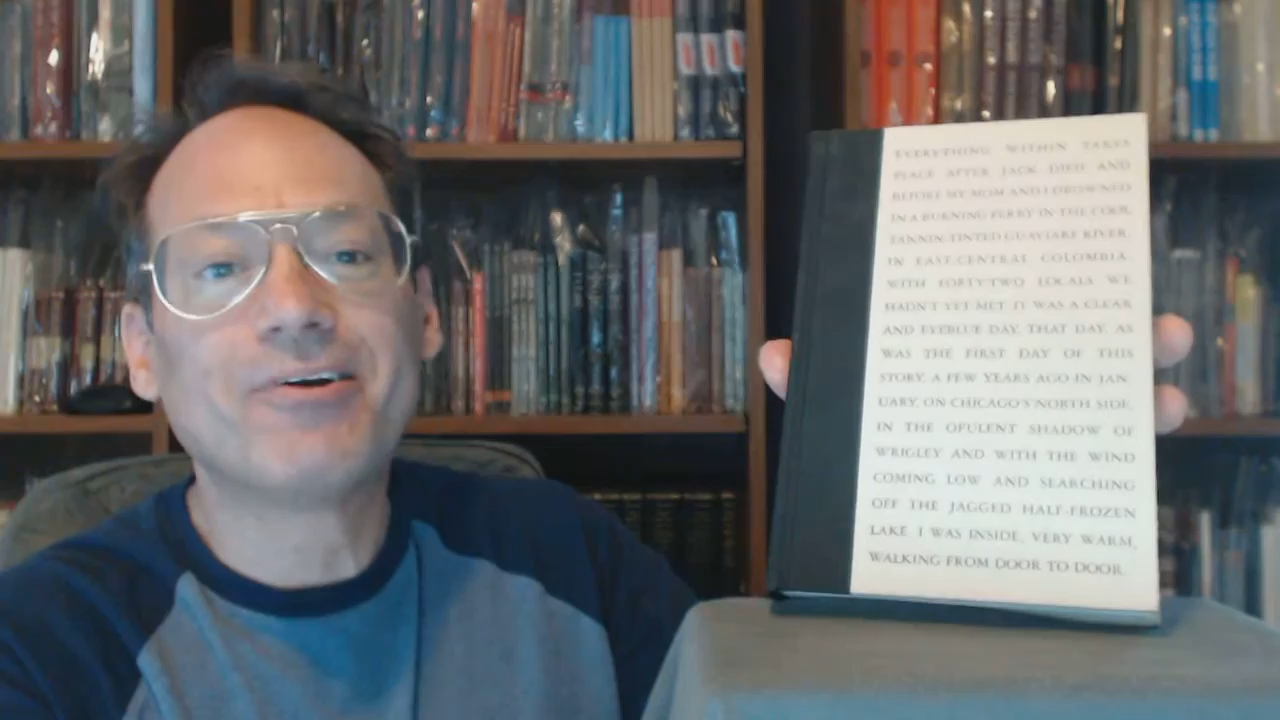 EVERYTHING WITHIN TAKES
PLACE AFTER JACK DIED AND
BEFORE MY MOM AND I DROWNED
IN A BURNING FERRY IN THE COOL,
TANNIN-TINTED GUAVIARE RIVER,
IN EAST-CENTRAL COLOMBIA,
WITH FORTY-TWO LOCALS WE
HADN'T YET MET. IT WAS A CLEAR
AND EYEBLUE DAY, THAT DAY, AS
WAS THE FIRST DAY OF THIS
STORY, A FEW YEARS AGO IN JAN-
UARY, ON CHICAGO'S NORTH SIDE,
IN THE OPULENT SHADOW OF
WRIGLEY AND WITH THE WIND
COMING LOW AND SEARCHING
OFF THE JAGGED HALF-FROZEN
LAKE. I WAS INSIDE, VERY WARM,
WALKING FROM DOOR TO DOOR.